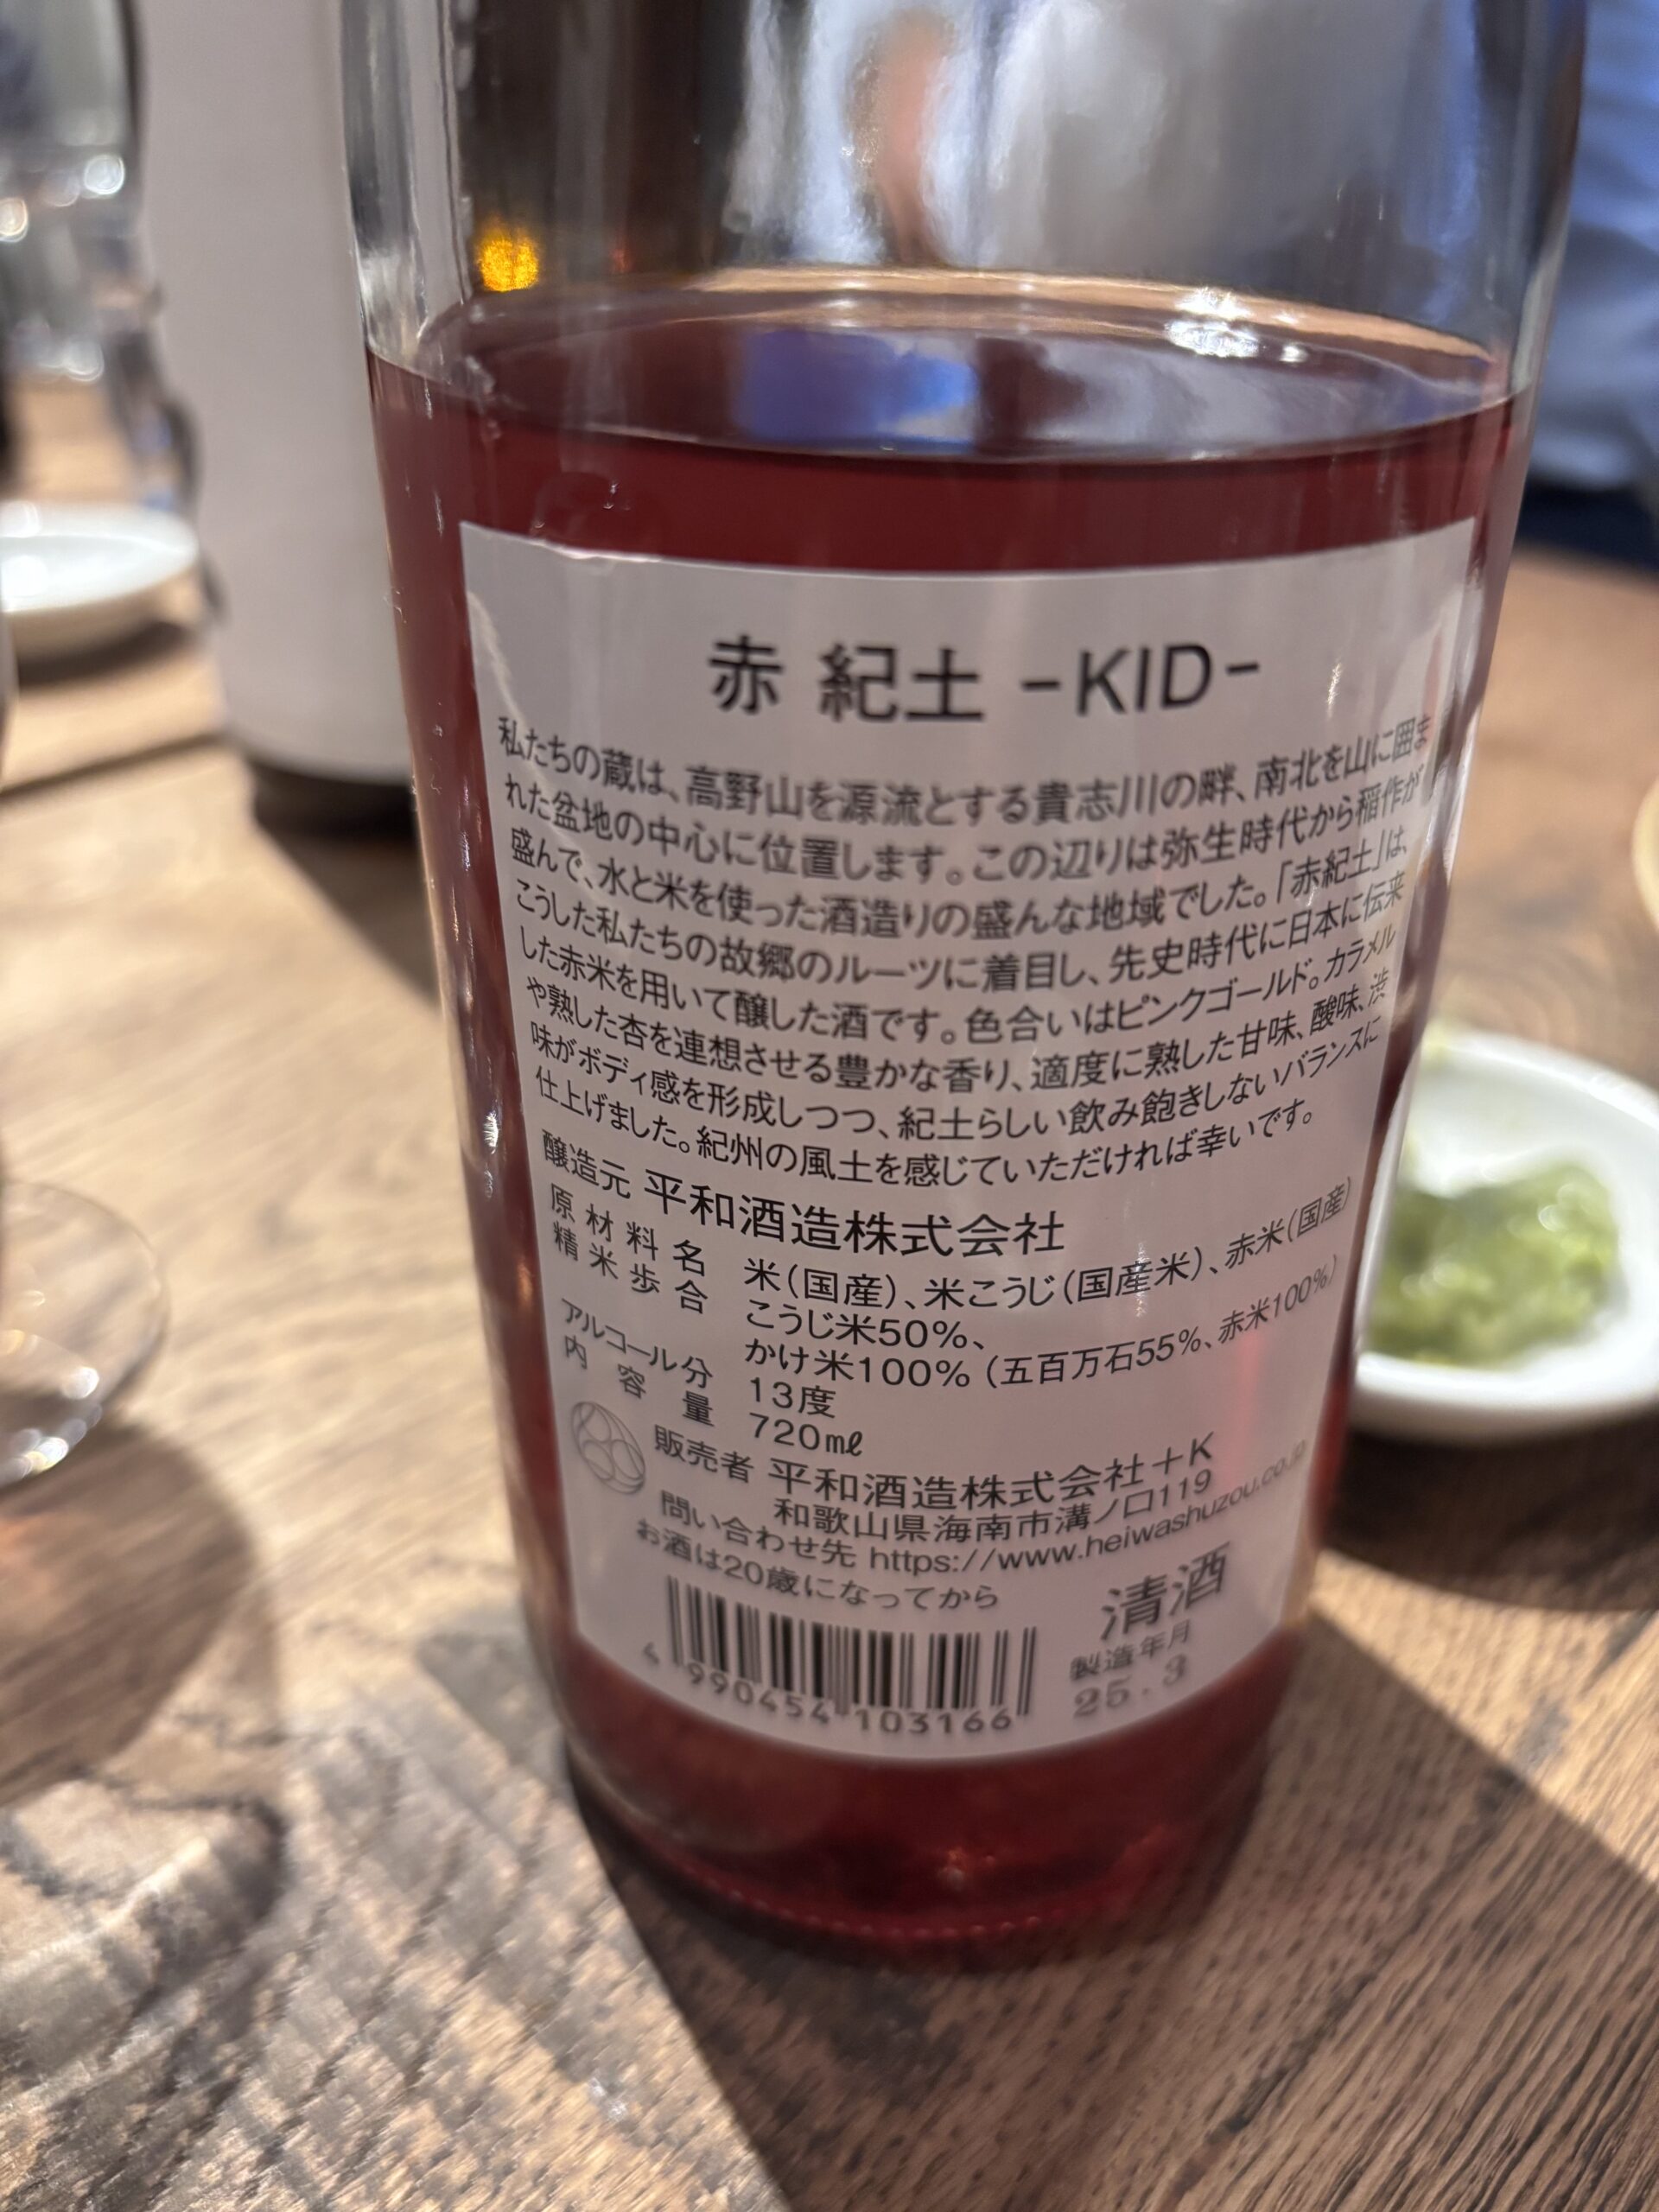 赤 紀土 -KID-
私たちの蔵は、高野山を源流とする貴志川の畔、南北を山に囲ま
れた盆地の中心に位置します。この辺りは弥生時代から稲作が
盛んで、水と米を使った酒造りの盛んな地域でした。「赤紀土」は、
こうした私たちの故郷のルーツに着目し、先史時代に日本に伝来
した赤米を用いて醸した酒です。色合いはピンクゴールド。カラメル
や熟した杏を連想させる豊かな香り、適度に熟した甘味、酸味、渋
味がボディ感を形成しつつ、紀土らしい飲み飽きしないバランスに
仕上げました。紀州の風土を感じていただければ幸いです。
醸造元 平和酒造株式会社
原材料名 米(国産)、米こうじ(国産米)、赤米(国産)
精米歩合 こうじ米50%、
かけ米100% (五百万石55%、赤米100%)
アルコール分 13度
内容量 720㎖
販売者 平和酒造株式会社+K
和歌山県海南市溝ノ口119
問い合わせ先 https://www.heiwashuzou.co.jp
お酒は20歳になってから
清酒
製造年月
25.3
4 990454 103166